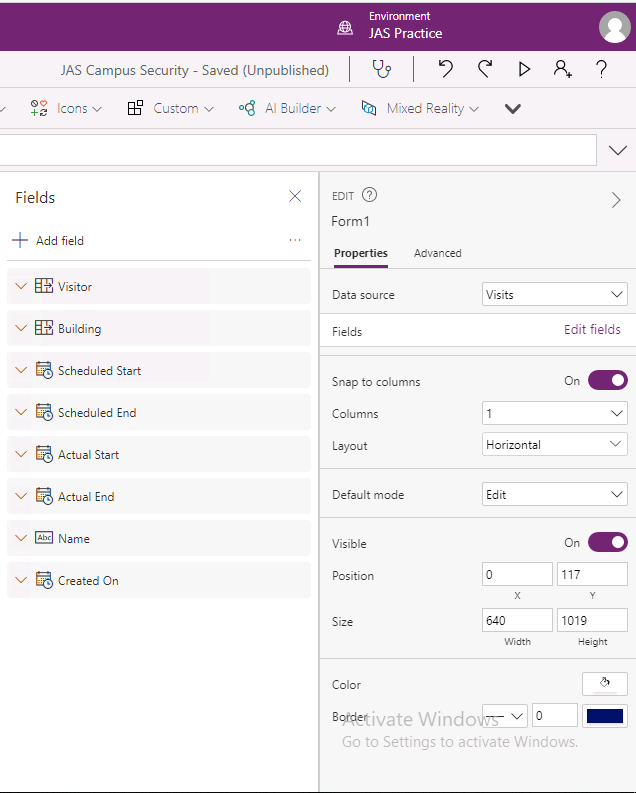 Environment
JAS Practice
JAS Campus Security - Saved (Unpublished)
Icons
Custom
AI Builder
Mixed Reality
Fields
Add field
Visitor
Building
Scheduled Start
Scheduled End
Actual Start
Actual End
Abc Name
Created On
EDIT
Form1
Properties Advanced
Data source Visits
Fields Edit fields
Snap to columns On
Columns 1
Layout Horizontal
Default mode Edit
Visible On
Position 0 117
X Y
Size 640 1019
Width Height
Color
Border 0
Activate Windows
Go to Settings to activate Windows.